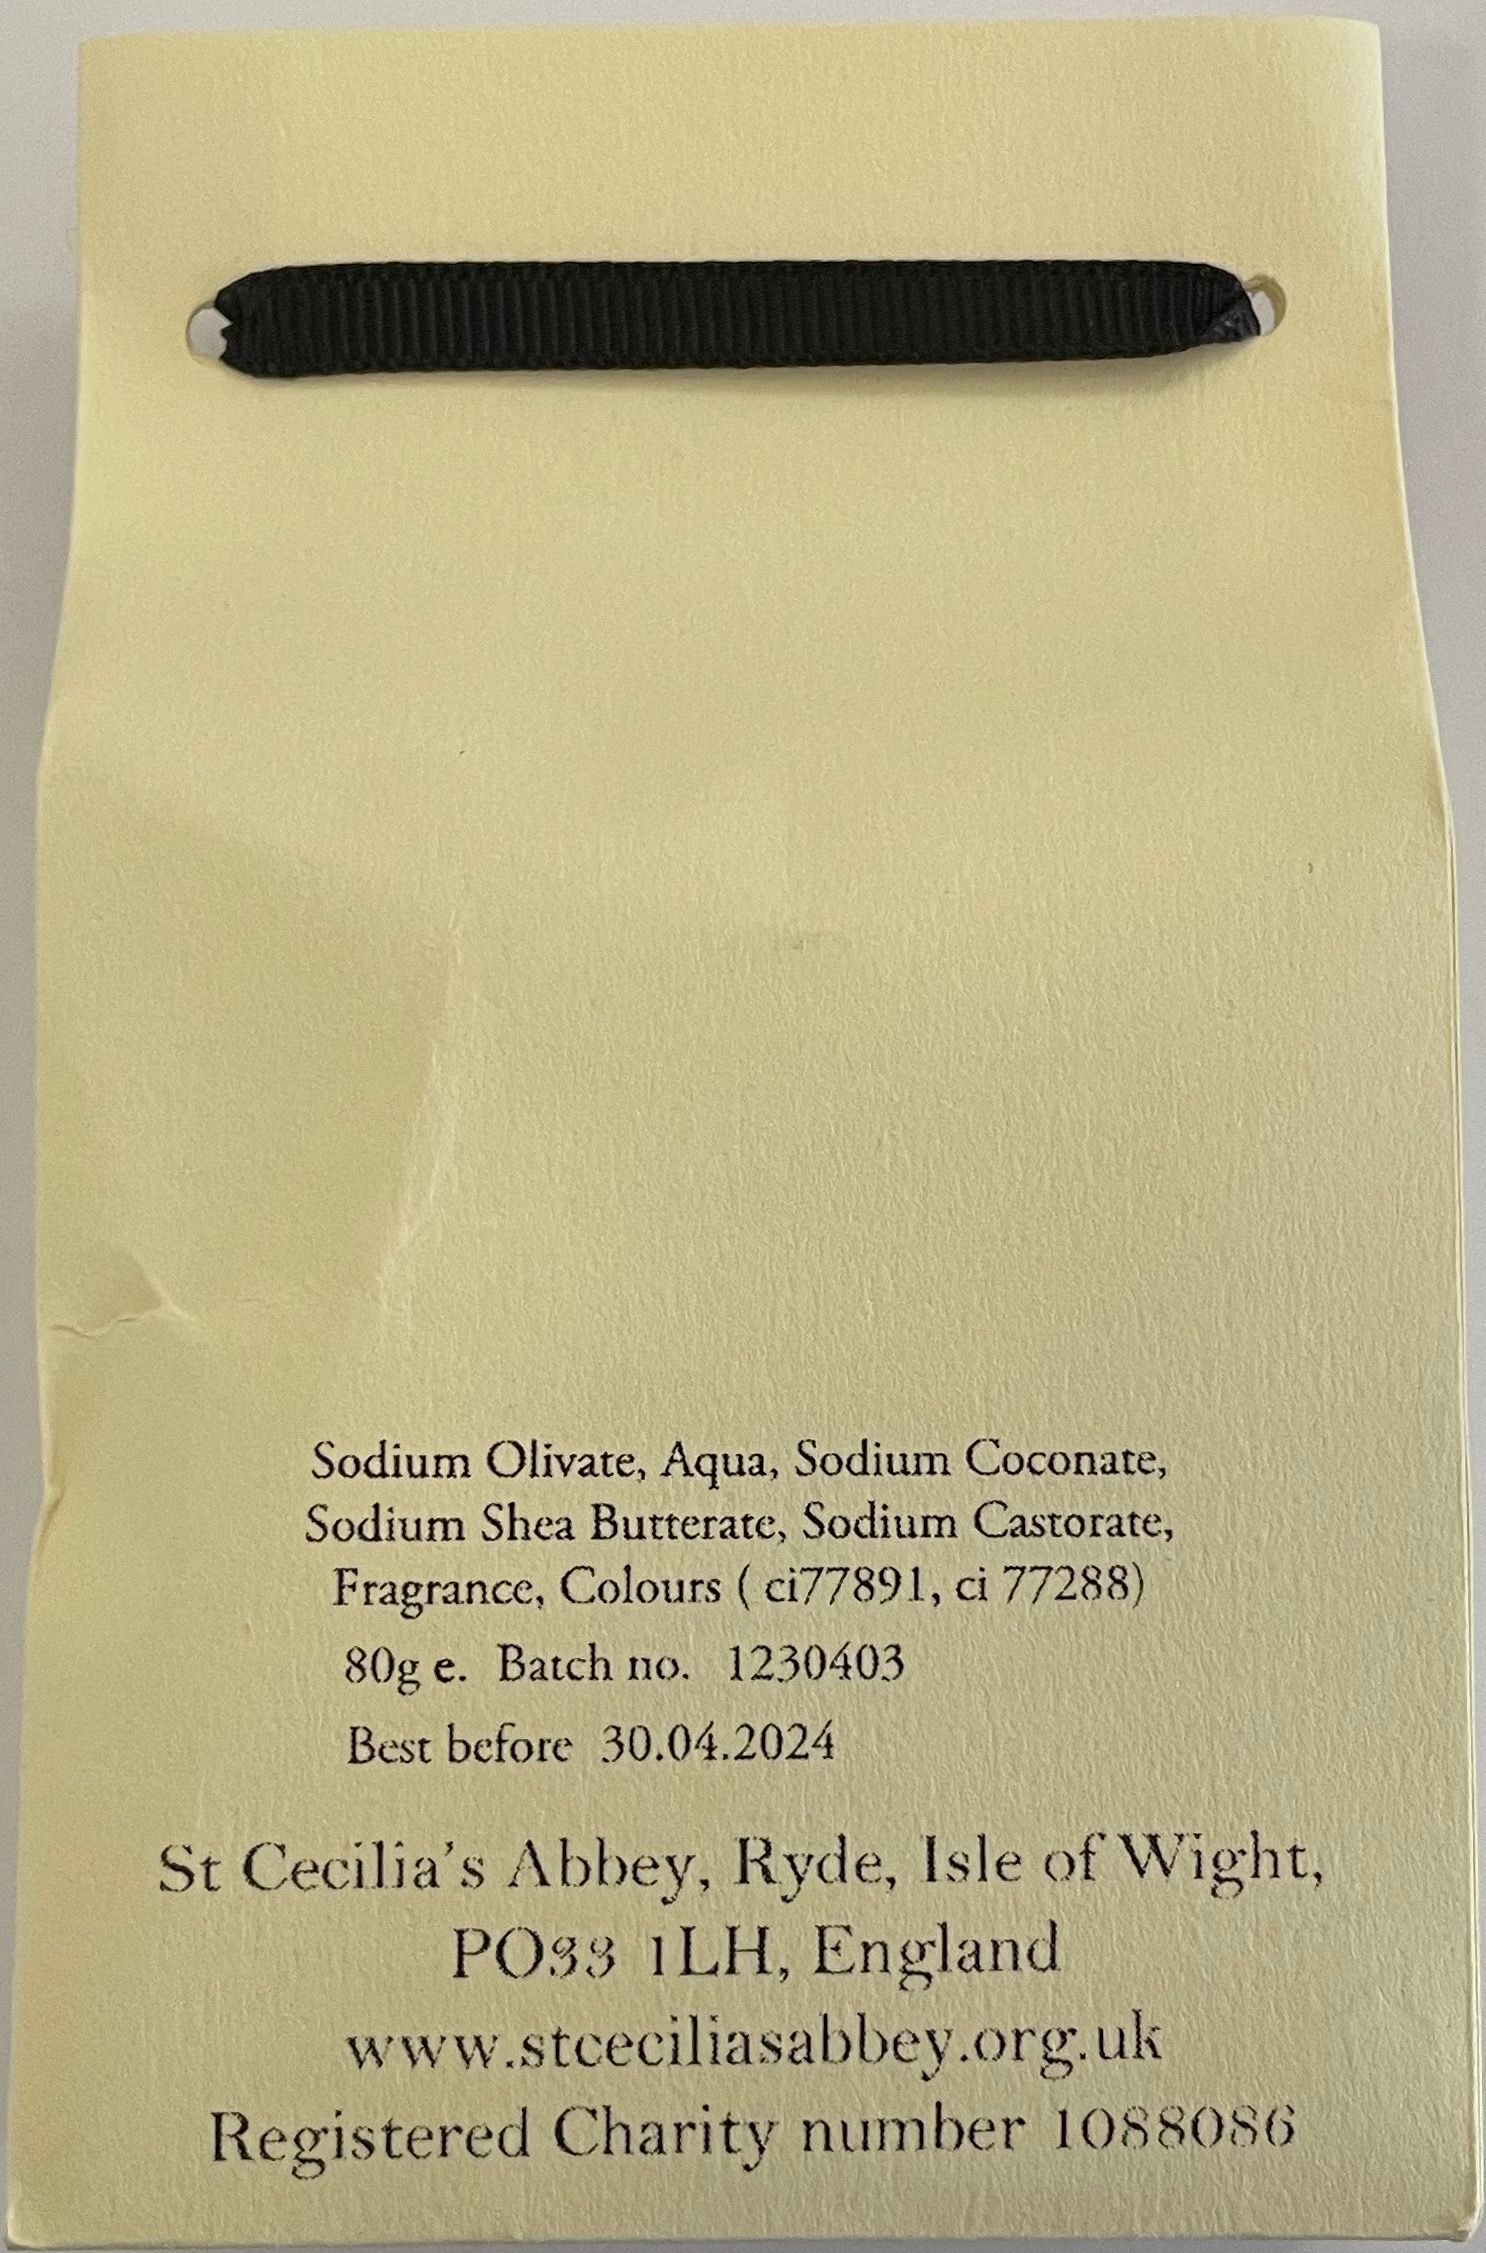 Sodium Olivate, Aqua, Sodium Coconate,
Sodium Shea Butterate, Sodium Castorate,
Fragrance, Colours ( ci77891, ci 77288)
80g e. Batch no. 1230403
Best before 30.04.2024
St Cecilia's Abbey, Ryde, Isle of Wight,
PO33 1LH, England
www.stceciliasabbey.org.uk
Registered Charity number 1088086